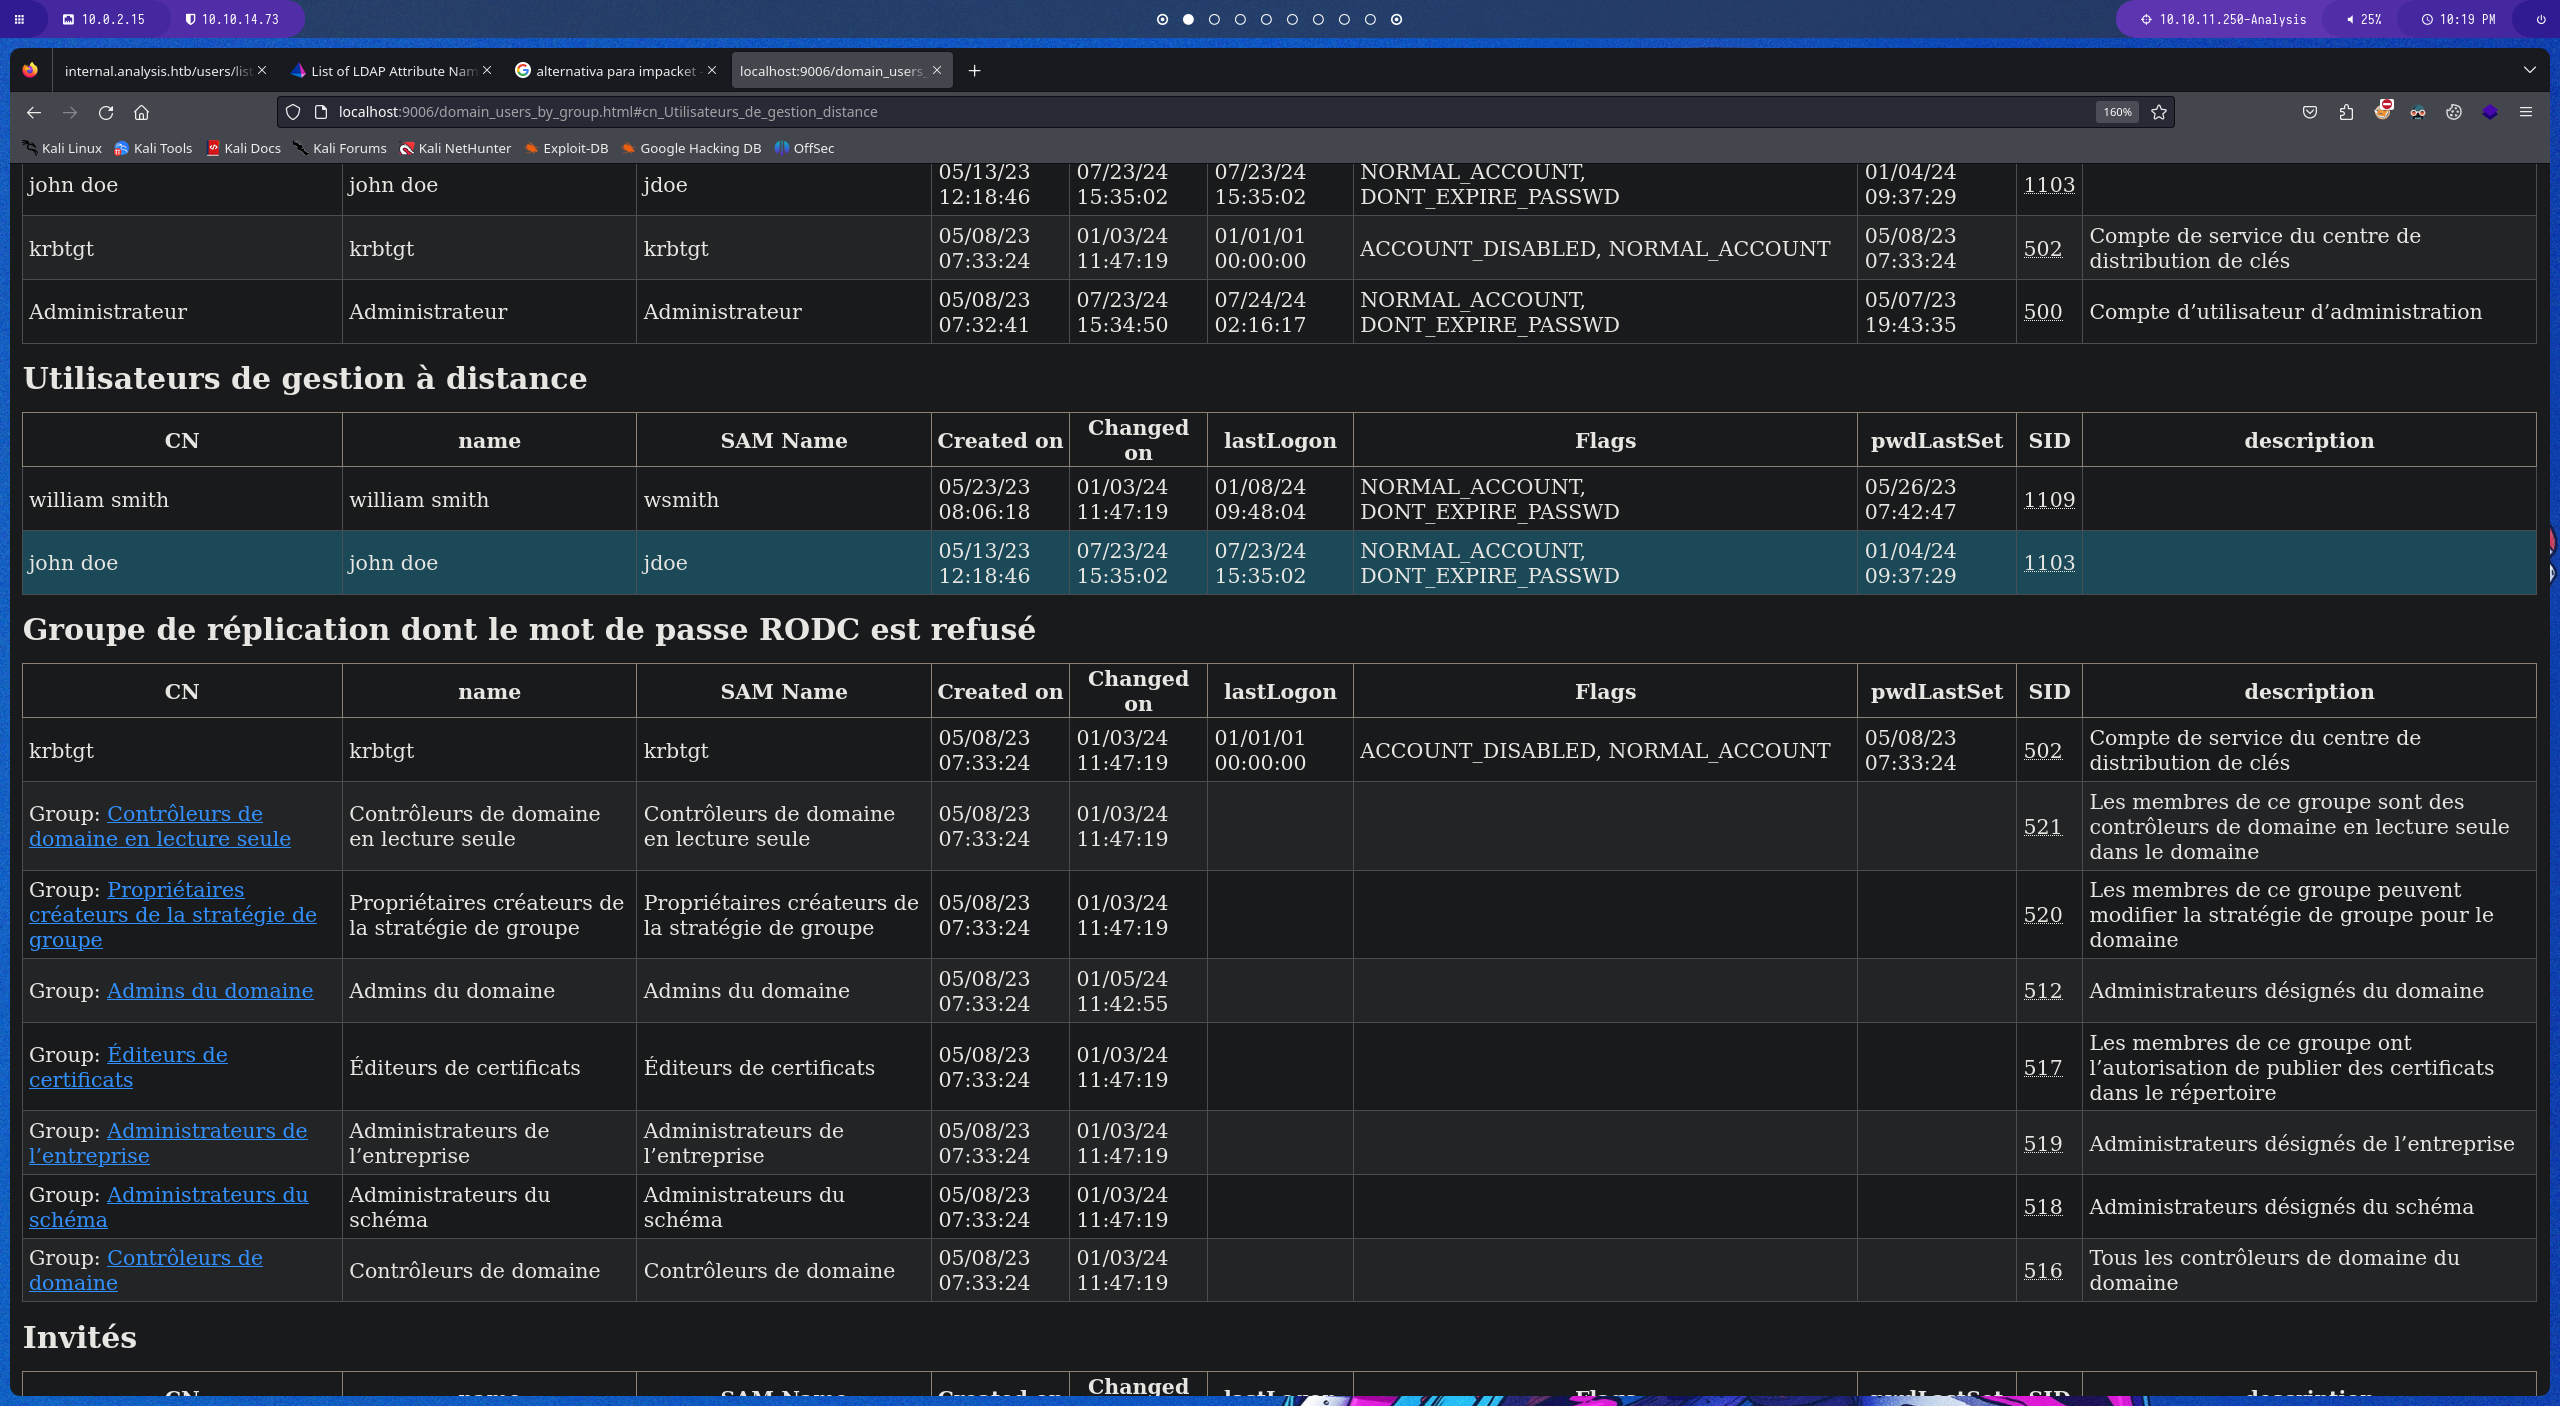 10.0.2.15 10.10.14.73 10.10.11.250-Analysis 25% 10:19 PM
internal.analysis.htb/users/list List of LDAP Attribute Nam alternativa para impacket - localhost:9006/domain_users_
localhost:9006/domain_users_by_group.html#cn_Utilisateurs_de_gestion_distance 160%
Kali Linux Kali Tools Kali Docs Kali Forums Kali NetHunter Exploit-DB Google Hacking DB OffSec
john doe john doe jdoe 05/13/23 12:18:46 07/23/24 15:35:02 07/23/24 15:35:02 NORMAL_ACCOUNT, DONT_EXPIRE_PASSWD 01/04/24 09:37:29 1103
krbtgt krbtgt krbtgt 05/08/23 07:33:24 01/03/24 11:47:19 01/01/01 00:00:00 ACCOUNT_DISABLED, NORMAL_ACCOUNT 05/08/23 07:33:24 502 Compte de service du centre de distribution de clés
Administrateur Administrateur Administrateur 05/08/23 07:32:41 07/23/24 15:34:50 07/24/24 02:16:17 NORMAL_ACCOUNT, DONT_EXPIRE_PASSWD 05/07/23 19:43:35 500 Compte d’utilisateur d’administration
Utilisateurs de gestion à distance
CN name SAM Name Created on Changed on lastLogon Flags pwdLastSet SID description
william smith william smith wsmith 05/23/23 08:06:18 01/03/24 11:47:19 01/08/24 09:48:04 NORMAL_ACCOUNT, DONT_EXPIRE_PASSWD 05/26/23 07:42:47 1109
john doe john doe jdoe 05/13/23 12:18:46 07/23/24 15:35:02 07/23/24 15:35:02 NORMAL_ACCOUNT, DONT_EXPIRE_PASSWD 01/04/24 09:37:29 1103
Groupe de réplication dont le mot de passe RODC est refusé
CN name SAM Name Created on Changed on lastLogon Flags pwdLastSet SID description
krbtgt krbtgt krbtgt 05/08/23 07:33:24 01/03/24 11:47:19 01/01/01 00:00:00 ACCOUNT_DISABLED, NORMAL_ACCOUNT 05/08/23 07:33:24 502 Compte de service du centre de distribution de clés
Group: Contrôleurs de domaine en lecture seule Contrôleurs de domaine en lecture seule Contrôleurs de domaine en lecture seule 05/08/23 07:33:24 01/03/24 11:47:19 521 Les membres de ce groupe sont des contrôleurs de domaine en lecture seule dans le domaine
Group: Propriétaires créateurs de la stratégie de groupe Propriétaires créateurs de la stratégie de groupe Propriétaires créateurs de la stratégie de groupe 05/08/23 07:33:24 01/03/24 11:47:19 520 Les membres de ce groupe peuvent modifier la stratégie de groupe pour le domaine
Group: Admins du domaine Admins du domaine Admins du domaine 05/08/23 07:33:24 01/05/24 11:42:55 512 Administrateurs désignés du domaine
Group: Éditeurs de certificats Éditeurs de certificats Éditeurs de certificats 05/08/23 07:33:24 01/03/24 11:47:19 517 Les membres de ce groupe ont l’autorisation de publier des certificats dans le répertoire
Group: Administrateurs de l’entreprise Administrateurs de l’entreprise Administrateurs de l’entreprise 05/08/23 07:33:24 01/03/24 11:47:19 519 Administrateurs désignés de l’entreprise
Group: Administrateurs du schéma Administrateurs du schéma Administrateurs du schéma 05/08/23 07:33:24 01/03/24 11:47:19 518 Administrateurs désignés du schéma
Group: Contrôleurs de domaine Contrôleurs de domaine Contrôleurs de domaine 05/08/23 07:33:24 01/03/24 11:47:19 516 Tous les contrôleurs de domaine du domaine
Invités
CN name SAM Name Created on Changed lastLogon Flags pwdLastSet SID description